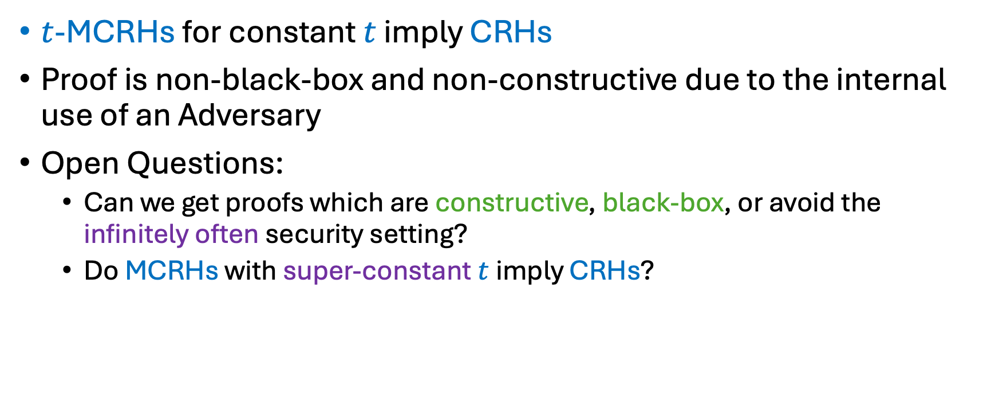 • t-MCRHs for constant t imply CRHs
• Proof is non-black-box and non-constructive due to the internal
use of an Adversary
• Open Questions:
• Can we get proofs which are constructive, black-box, or avoid the
infinitely often security setting?
• Do MCRHs with super-constant t imply CRHs?